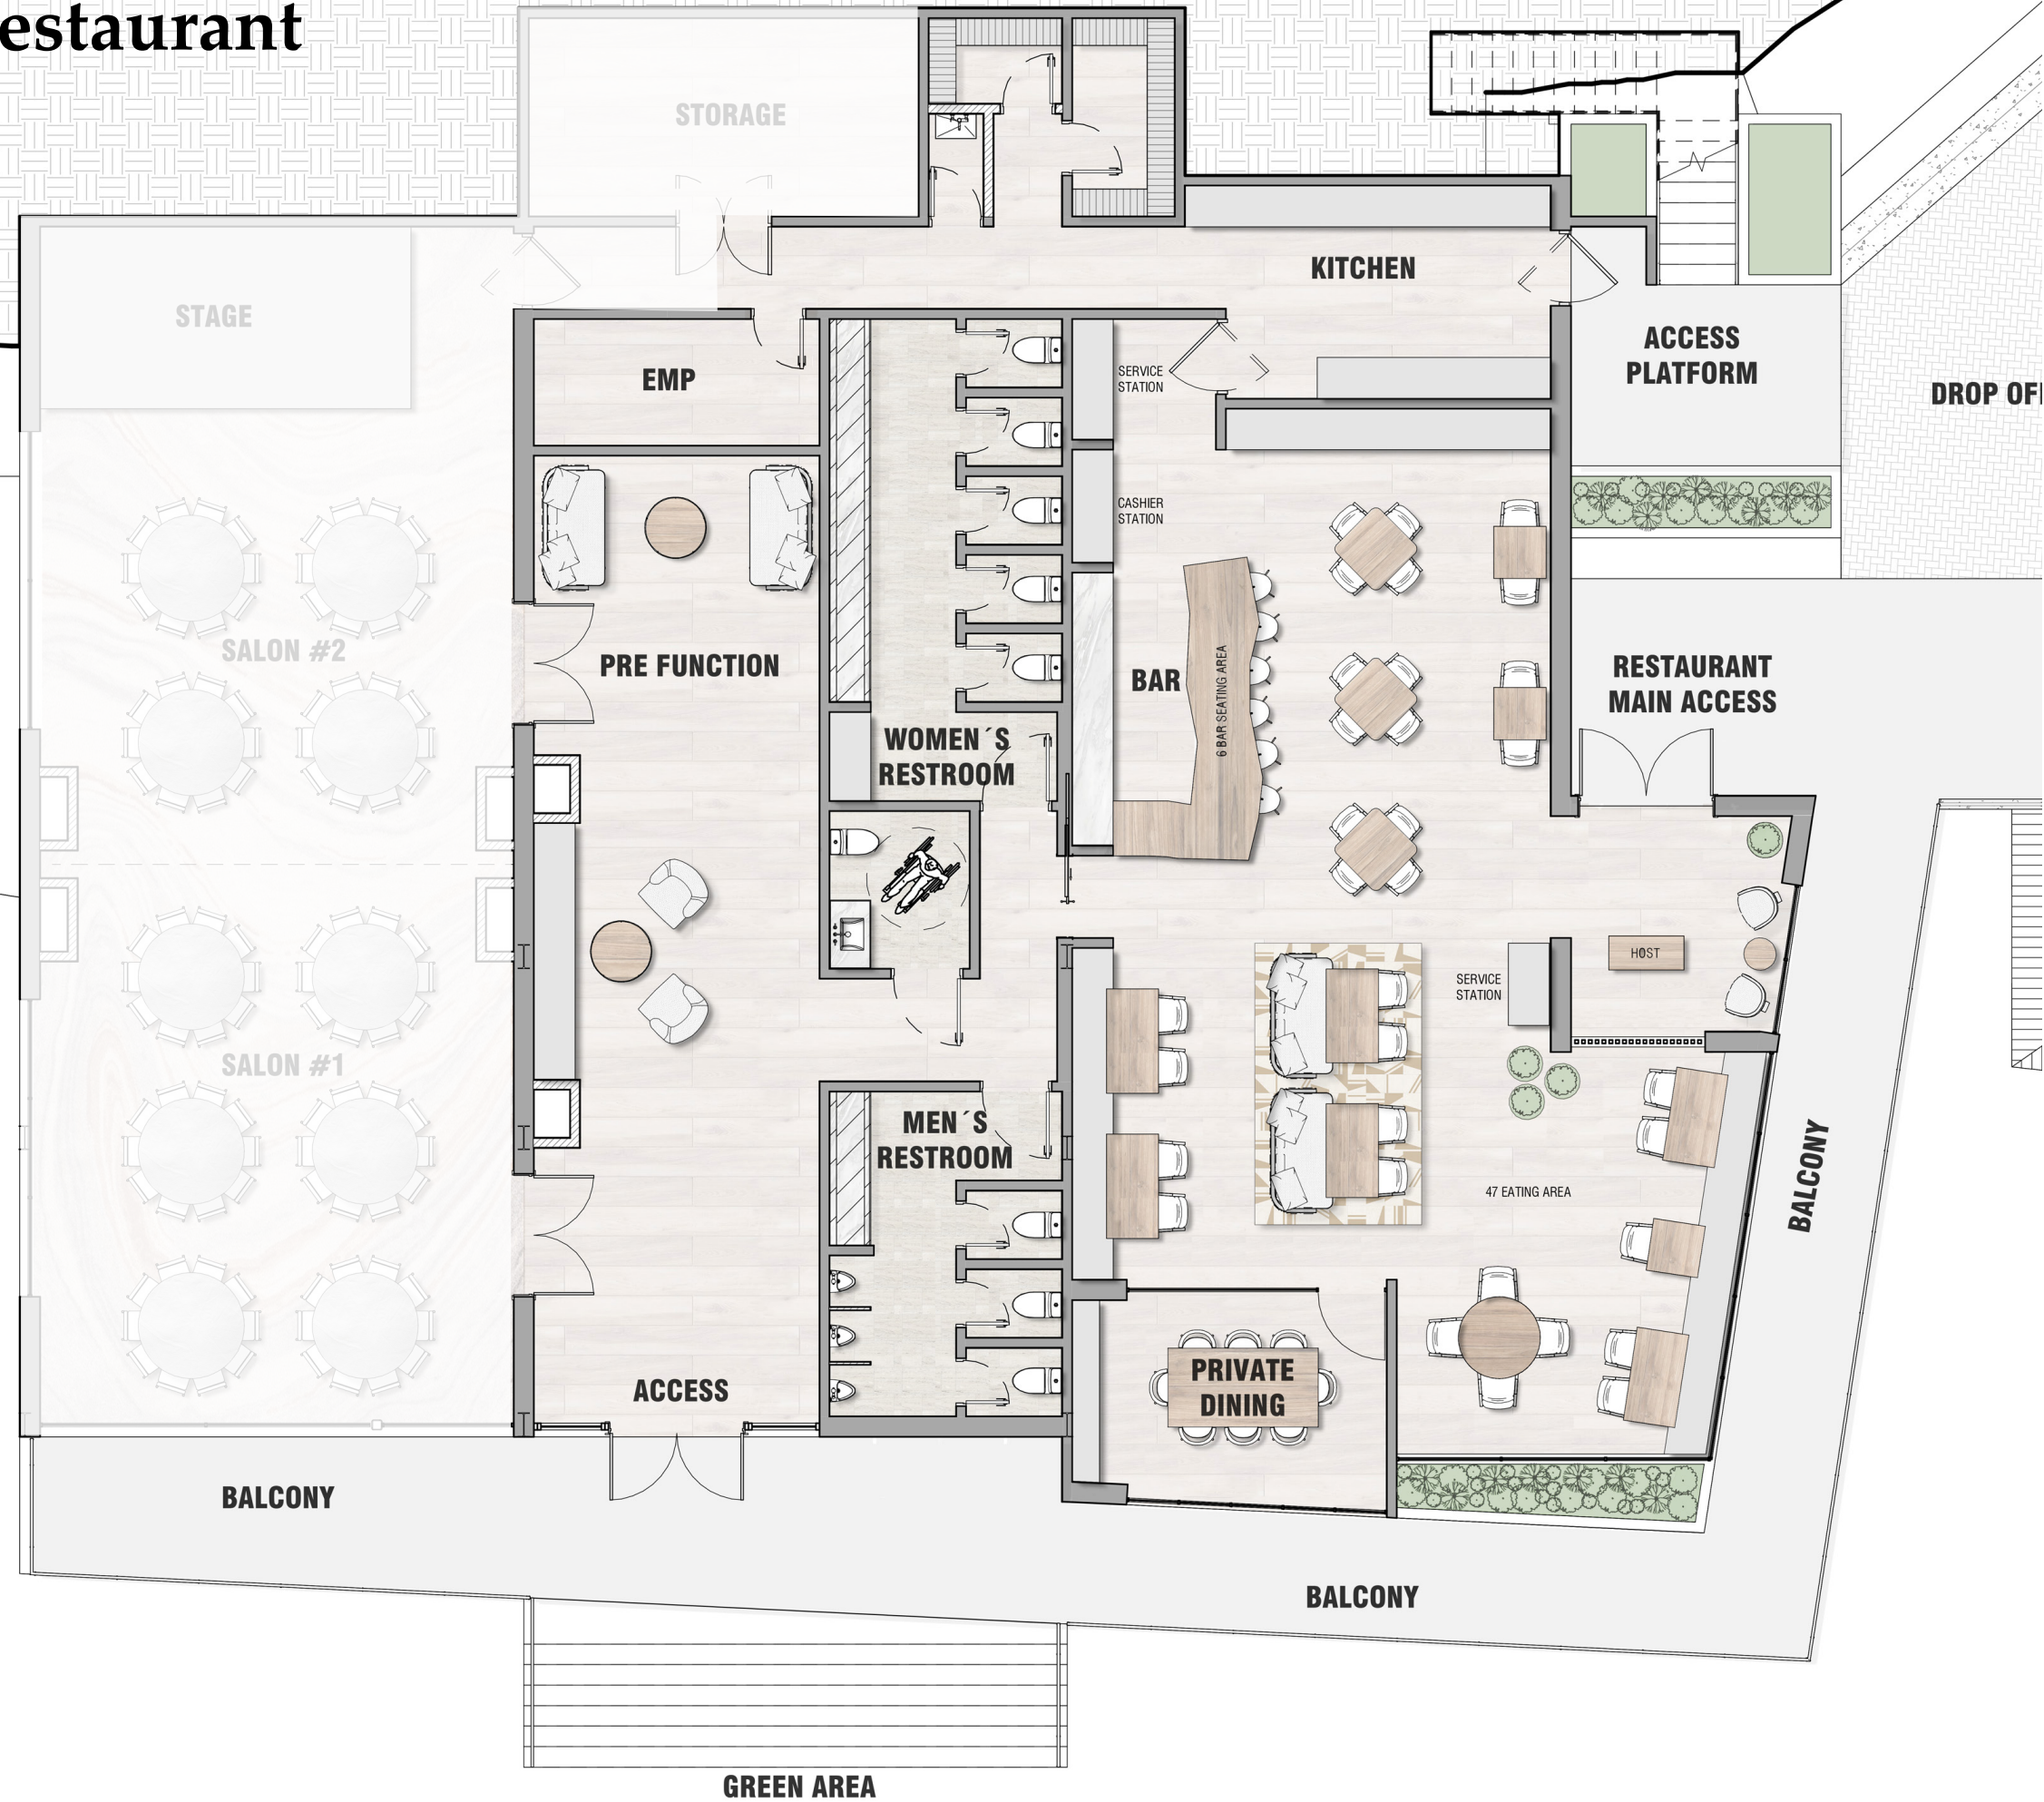 estaurant
STORAGE
KITCHEN
STAGE
EMP
SERVICE
STATION
ACCESS
PLATFORM
DROP OF
CASHIER
STATION
SALON #2
PRE FUNCTION
BAR
6 BAR SEATING AREA
RESTAURANT
MAIN ACCESS
WOMEN´S
RESTROOM
HOST
SERVICE
STATION
SALON #1
MEN´S
RESTROOM
47 EATING AREA
BALCONY
PRIVATE
DINING
ACCESS
BALCONY
BALCONY
GREEN AREA